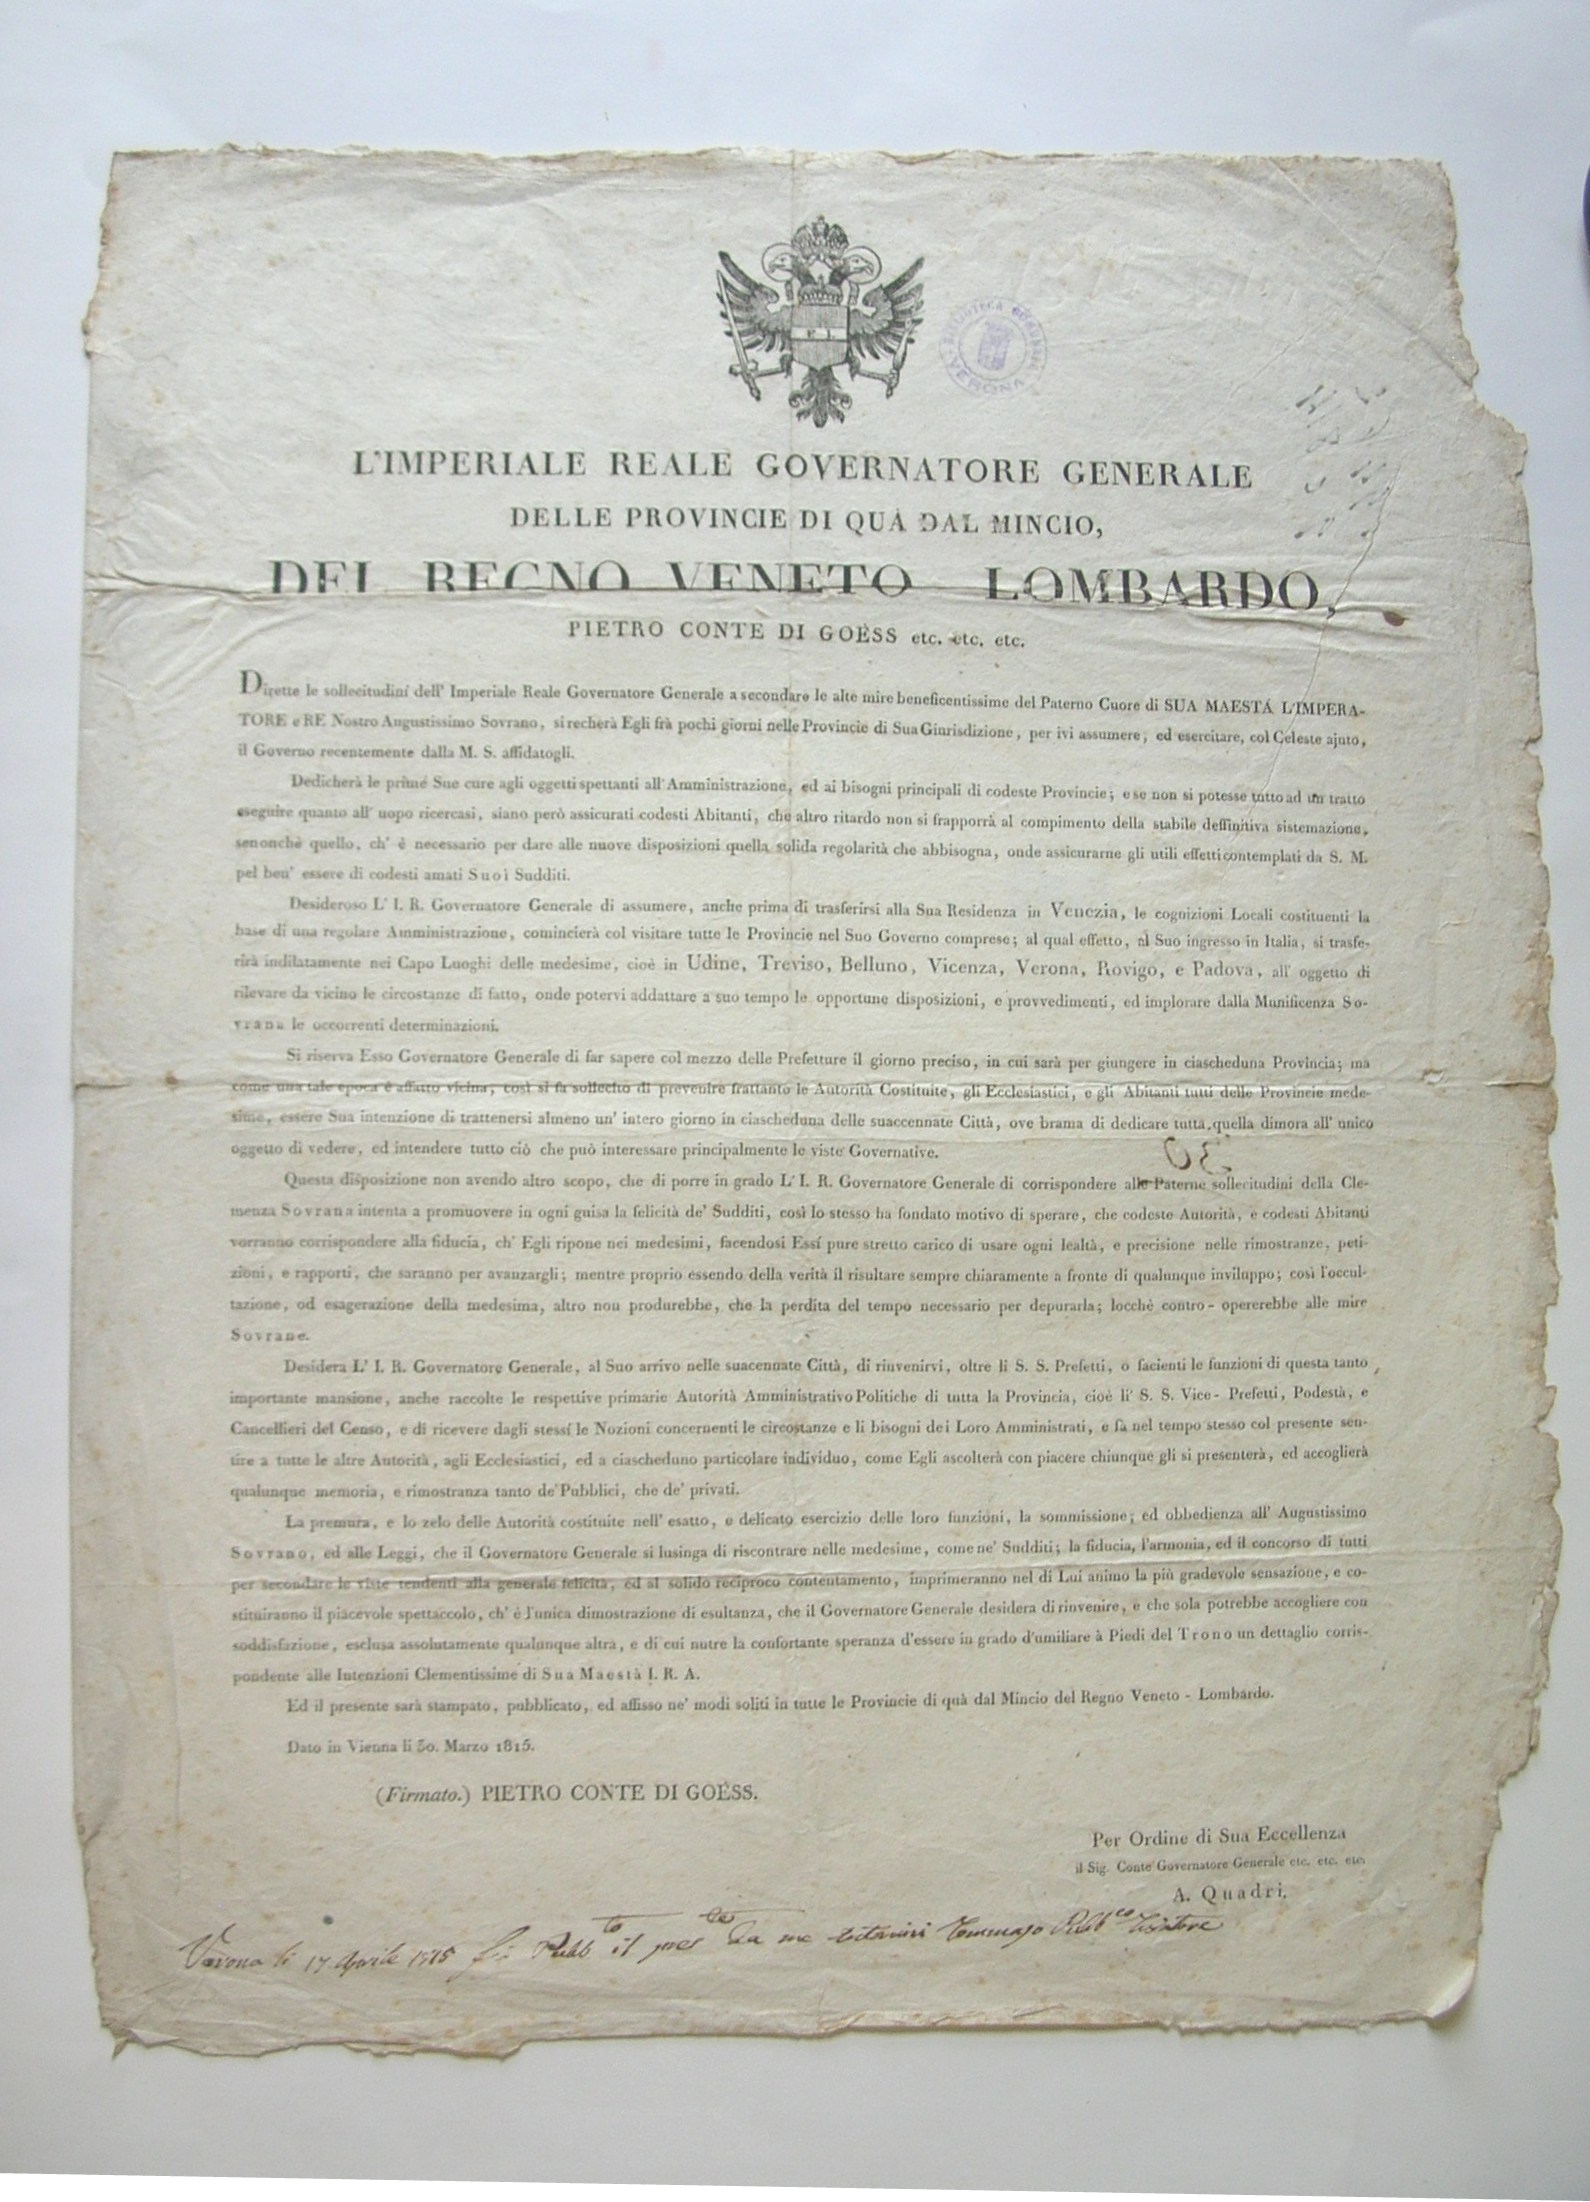 F. I.
BIBLIOTECA COMUNALE
VERONA
L'IMPERIALE REALE GOVERNATORE GENERALE
DELLE PROVINCIE DI QUÀ DAL MINCIO,
DEL REGNO VENETO LOMBARDO,
PIETRO CONTE DI GOËSS etc. etc. etc.
Dirette le sollecitudini dell' Imperiale Reale Governatore Generale a secondare le alte mire beneficentissime del Paterno Cuore di SUA MAESTÁ L'IMPERA-
TORE e RE Nostro Augustissimo Sovrano, si recherà Egli frà pochi giorni nelle Provincie di Sua Giurisdizione, per ivi assumere, ed esercitare, col Celeste ajuto,
il Governo recentemente dalla M. S. affidatogli.
Dedicherà le prime Sue cure agli oggetti spettanti all' Amministrazione, ed ai bisogni principali di codeste Provincie; e se non si potesse tutto ad un tratto
eseguire quanto all' uopo ricercasi, siano però assicurati codesti Abitanti, che altro ritardo non si frapporrà al compimento della stabile deffinitiva sistemazione,
senonchè quello, ch' è necessario per dare alle nuove disposizioni quella solida regolarità che abbisogna, onde assicurarne gli utili effetti contemplati da S. M.
pel ben' essere di codesti amati Suoi Sudditi.
Desideroso L' I. R. Governatore Generale di assumere, anche prima di trasferirsi alla Sua Residenza in Venezia, le cognizioni Locali costituenti la
base di una regolare Amministrazione, comincierà col visitare tutte le Provincie nel Suo Governo comprese; al qual effetto, al Suo ingresso in Italia, si trasfe-
rirà indilatamente nei Capo Luoghi delle medesime, cioè in Udine, Treviso, Belluno, Vicenza, Verona, Rovigo, e Padova, all' oggetto di
rilevare da vicino le circostanze di fatto, onde potervi addattare a suo tempo le opportune disposizioni, e provvedimenti, ed implorare dalla Munificenza So-
vrana le occorrenti determinazioni.
Si riserva Esso Governatore Generale di far sapere col mezzo delle Prefetture il giorno preciso, in cui sarà per giungere in ciascheduna Provincia; ma
come una tale epoca è affatto vicina, così si fa sollecito di prevenire frattanto le Autorità Costituite, gli Ecclesiastici, e gli Abitanti tutti delle Provincie mede-
sime, essere Sua intenzione di trattenersi almeno un' intero giorno in ciascheduna delle suaccennate Città, ove brama di dedicare tutta quella dimora all' unico
oggetto di vedere, ed intendere tutto ciò che può interessare principalmente le viste Governative.
Questa disposizione non avendo altro scopo, che di porre in grado L' I. R. Governatore Generale di corrispondere alle Paterne sollecitudini della Cle-
menza Sovrana intenta a promuovere in ogni guisa la felicità de' Sudditi, così lo stesso ha fondato motivo di sperare, che codeste Autorità, e codesti Abitanti
vorranno corrispondere alla fiducia, ch' Egli ripone nei medesimi, facendosi Essi pure stretto carico di usare ogni lealtà, e precisione nelle rimostranze, peti-
zioni, e rapporti, che saranno per avanzargli; mentre proprio essendo della verità il risultare sempre chiaramente a fronte di qualunque inviluppo; così l'occul-
tazione, od esagerazione della medesima, altro non produrebbe, che la perdita del tempo necessario per depurarla; locchè contro-opererebbe alle mire
Sovrane.
Desidera L' I. R. Governatore Generale, al Suo arrivo nelle suacennate Città, di rinvenirvi, oltre li S. S. Prefetti, o facienti le funzioni di questa tanto
importante mansione, anche raccolte le respettive primarie Autorità Amministrativo Politiche di tutta la Provincia, cioè li S. S. Vice-Prefetti, Podestà, e
Cancellieri del Censo, e di ricevere dagli stessi le Nozioni concernenti le circostanze e li bisogni dei Loro Amministrati, e fa nel tempo stesso col presente sen-
tire a tutte le altre Autorità, agli Ecclesiastici, ed a ciascheduno particolare individuo, come Egli ascolterà con piacere chiunque gli si presenterà, ed accoglierà
qualunque memoria, e rimostranza tanto de' Pubblici, che de' privati.
La premura, e lo zelo delle Autorità costituite nell' esatto, e delicato esercizio delle loro funzioni, la sommissione, ed obbedienza all' Augustissimo
Sovrano, ed alle Leggi, che il Governatore Generale si lusinga di riscontrare nelle medesime, come ne' Sudditi; la fiducia, l'armonia, ed il concorso di tutti
per secondare le viste tendenti alla generale felicità, ed al solido reciproco contentamento, imprimeranno nel di Lui animo la più gradevole sensazione, e co-
stituiranno il piacevole spettaccolo, ch' è l'unica dimostrazione di esultanza, che il Governatore Generale desidera di rinvenire, e che sola potrebbe accogliere con
soddisfazione, esclusa assolutamente qualunque altra, e di cui nutre la confortante speranza d'essere in grado d'umiliare à Piedi del Trono un dettaglio corris-
pondente alle Intenzioni Clementissime di Sua Maestà I. R. A.
Ed il presente sarà stampato, pubblicato, ed affisso ne' modi soliti in tutte le Provincie di quà dal Mincio del Regno Veneto-Lombardo.
Dato in Vienna li 30. Marzo 1815.
(Firmato.) PIETRO CONTE DI GOËSS.
Per Ordine di Sua Eccellenza
il Sig. Conte Governatore Generale etc. etc. etc.
A. Quadri.
Verona li 17 Aprile 1815 fù Pubbto il preste da me Tommaso Pubbco